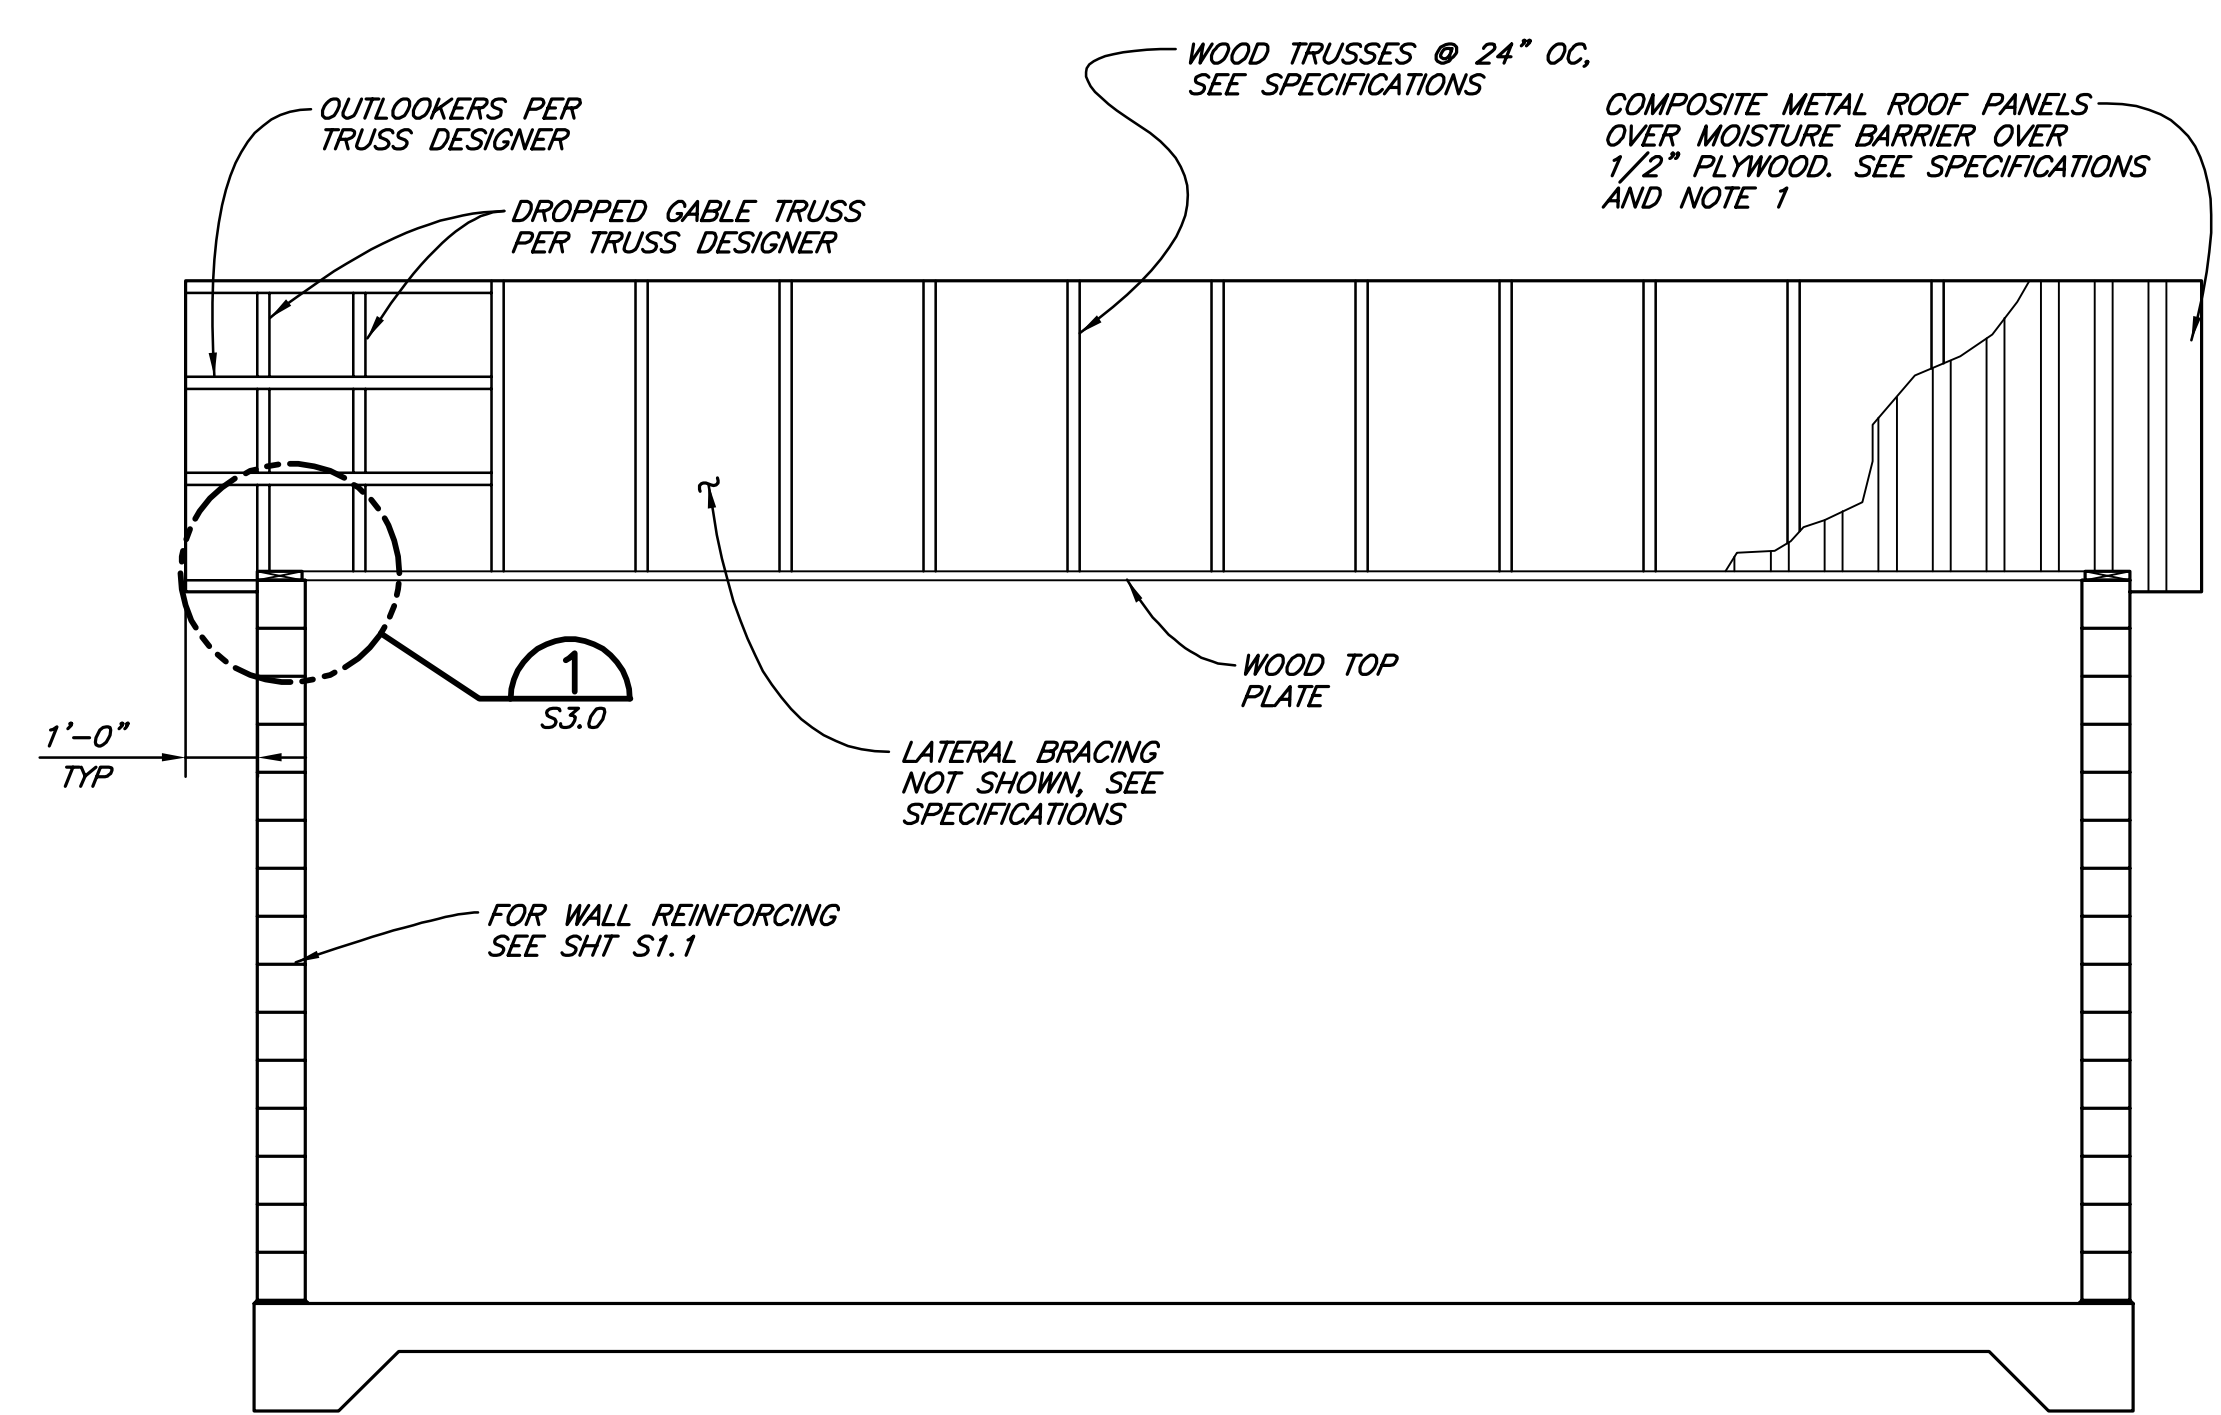 WOOD TRUSSES @ 24" OC,
SEE SPECIFICATIONS
OUTLOOKERS PER
TRUSS DESIGNER
COMPOSITE METAL ROOF PANELS
OVER MOISTURE BARRIER OVER
1/2" PLYWOOD. SEE SPECIFICATIONS
AND NOTE 1
DROPPED GABLE TRUSS
PER TRUSS DESIGNER
1
S3.0
WOOD TOP
PLATE
1'-0"
TYP
LATERAL BRACING
NOT SHOWN, SEE
SPECIFICATIONS
FOR WALL REINFORCING
SEE SHT S1.1